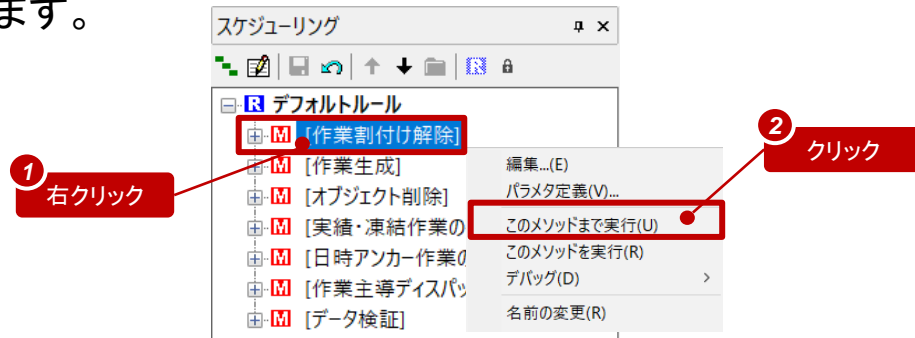 ます。
スケジューリング
デフォルトルール
[作業割付け解除]
[作業生成]
[オブジェクト削除]
[実績・凍結作業の
[日時アンカー作業の
[作業主導ディスパッ
[データ検証]
1
右クリック
編集...(E)
パラメタ定義(V)...
このメソッドまで実行(U)
このメソッドを実行(R)
デバッグ(D)
名前の変更(R)
2
クリック